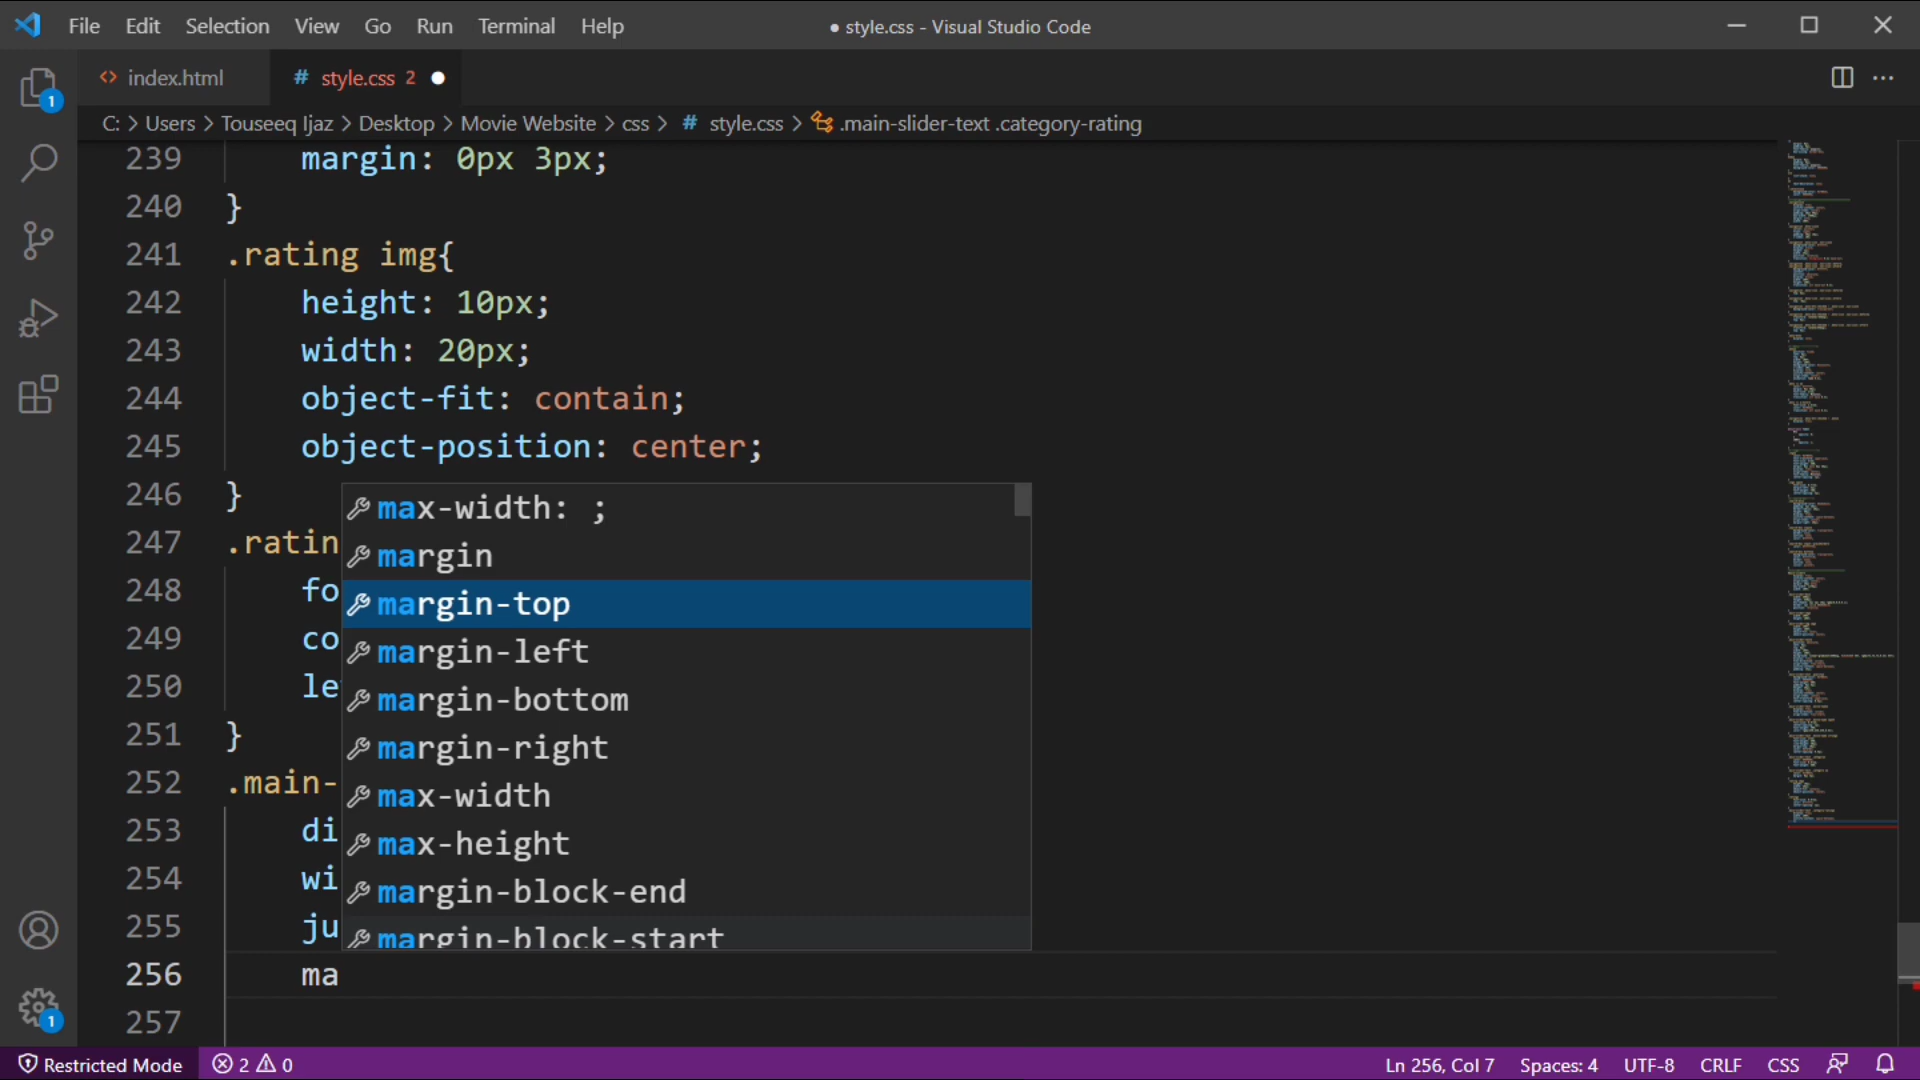 File Edit Selection View Go Run Terminal Help ● style.css - Visual Studio Code
index.html # style.css 2 ●
C: > Users > Touseeq Ijaz > Desktop > Movie Website > css > # style.css > .main-slider-text .category-rating
239 margin: 0px 3px;
240 }
241 .rating img{
242 height: 10px;
243 width: 20px;
244 object-fit: contain;
245 object-position: center;
246 }
max-width: ;
247 .ratin
margin
248 fo
margin-top
249 co
margin-left
250 le
margin-bottom
251 }
margin-right
252 .main-
max-width
253 di
max-height
254 wi
margin-block-end
255 ju
margin-block-start
256 ma
257
1
1
Restricted Mode 2 0 Ln 256, Col 7 Spaces: 4 UTF-8 CRLF CSS